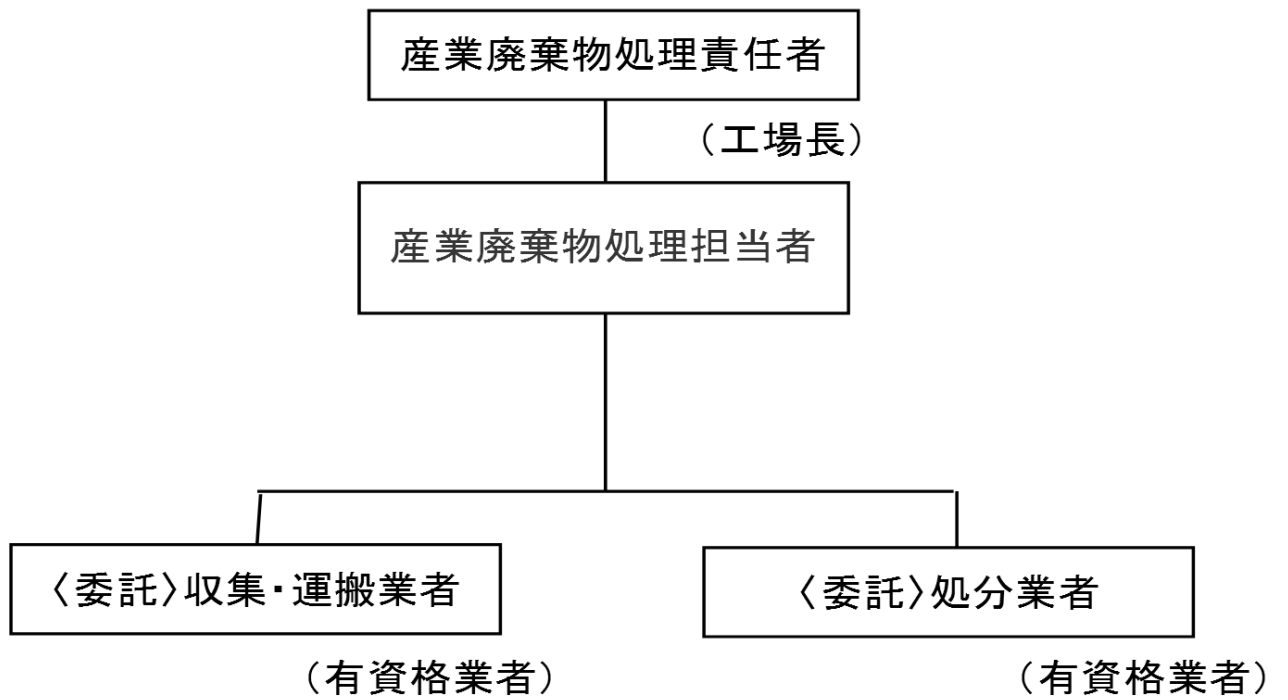 産業廃棄物処理責任者
（工場長）
産業廃棄物処理担当者
〈委託〉収集・運搬業者
〈委託〉処分業者
（有資格業者）
（有資格業者）